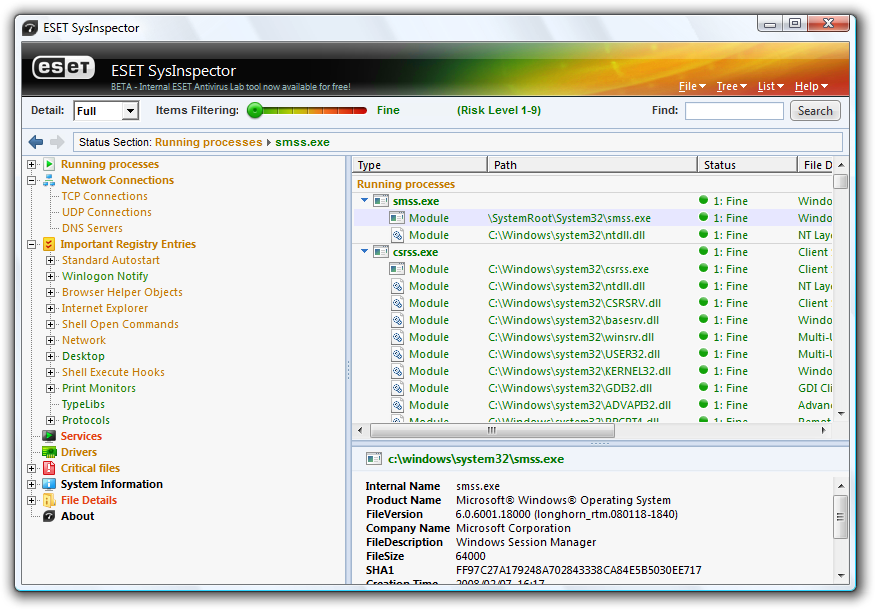 ESET SysInspector
eset ESET SysInspector
BETA - Internal ESET Antivirus Lab tool now available for free!
File Tree List Help
Detail: Full Items Filtering: Fine (Risk Level 1-9) Find: Search
Status Section: Running processes smss.exe
Running processes
Network Connections
TCP Connections
UDP Connections
DNS Servers
Important Registry Entries
Standard Autostart
Winlogon Notify
Browser Helper Objects
Internet Explorer
Shell Open Commands
Network
Desktop
Shell Execute Hooks
Print Monitors
TypeLibs
Protocols
Services
Drivers
Critical files
System Information
File Details
About
Type Path Status File D
Running processes
smss.exe 1: Fine Windo
Module \SystemRoot\System32\smss.exe 1: Fine Windo
Module C:\Windows\system32\ntdll.dll 1: Fine NT Lay
csrss.exe 1: Fine Client
Module C:\Windows\system32\csrss.exe 1: Fine Client
Module C:\Windows\system32\ntdll.dll 1: Fine NT Lay
Module C:\Windows\system32\CSRSRV.dll 1: Fine Client
Module C:\Windows\system32\basesrv.dll 1: Fine Windo
Module C:\Windows\system32\winsrv.dll 1: Fine Multi-U
Module C:\Windows\system32\USER32.dll 1: Fine Multi-U
Module C:\Windows\system32\KERNEL32.dll 1: Fine Windo
Module C:\Windows\system32\GDI32.dll 1: Fine GDI Cli
Module C:\Windows\system32\ADVAPI32.dll 1: Fine Advan
Module C:\Windows\system32\RPCRT4.dll 1: Fine Remot
c:\windows\system32\smss.exe
Internal Name smss.exe
Product Name Microsoft® Windows® Operating System
FileVersion 6.0.6001.18000 (longhorn_rtm.080118-1840)
Company Name Microsoft Corporation
FileDescription Windows Session Manager
FileSize 64000
SHA1 FF97C27A179248A702843338CA84E5B5030EE717
Creation Time 2008/02/07 16:17